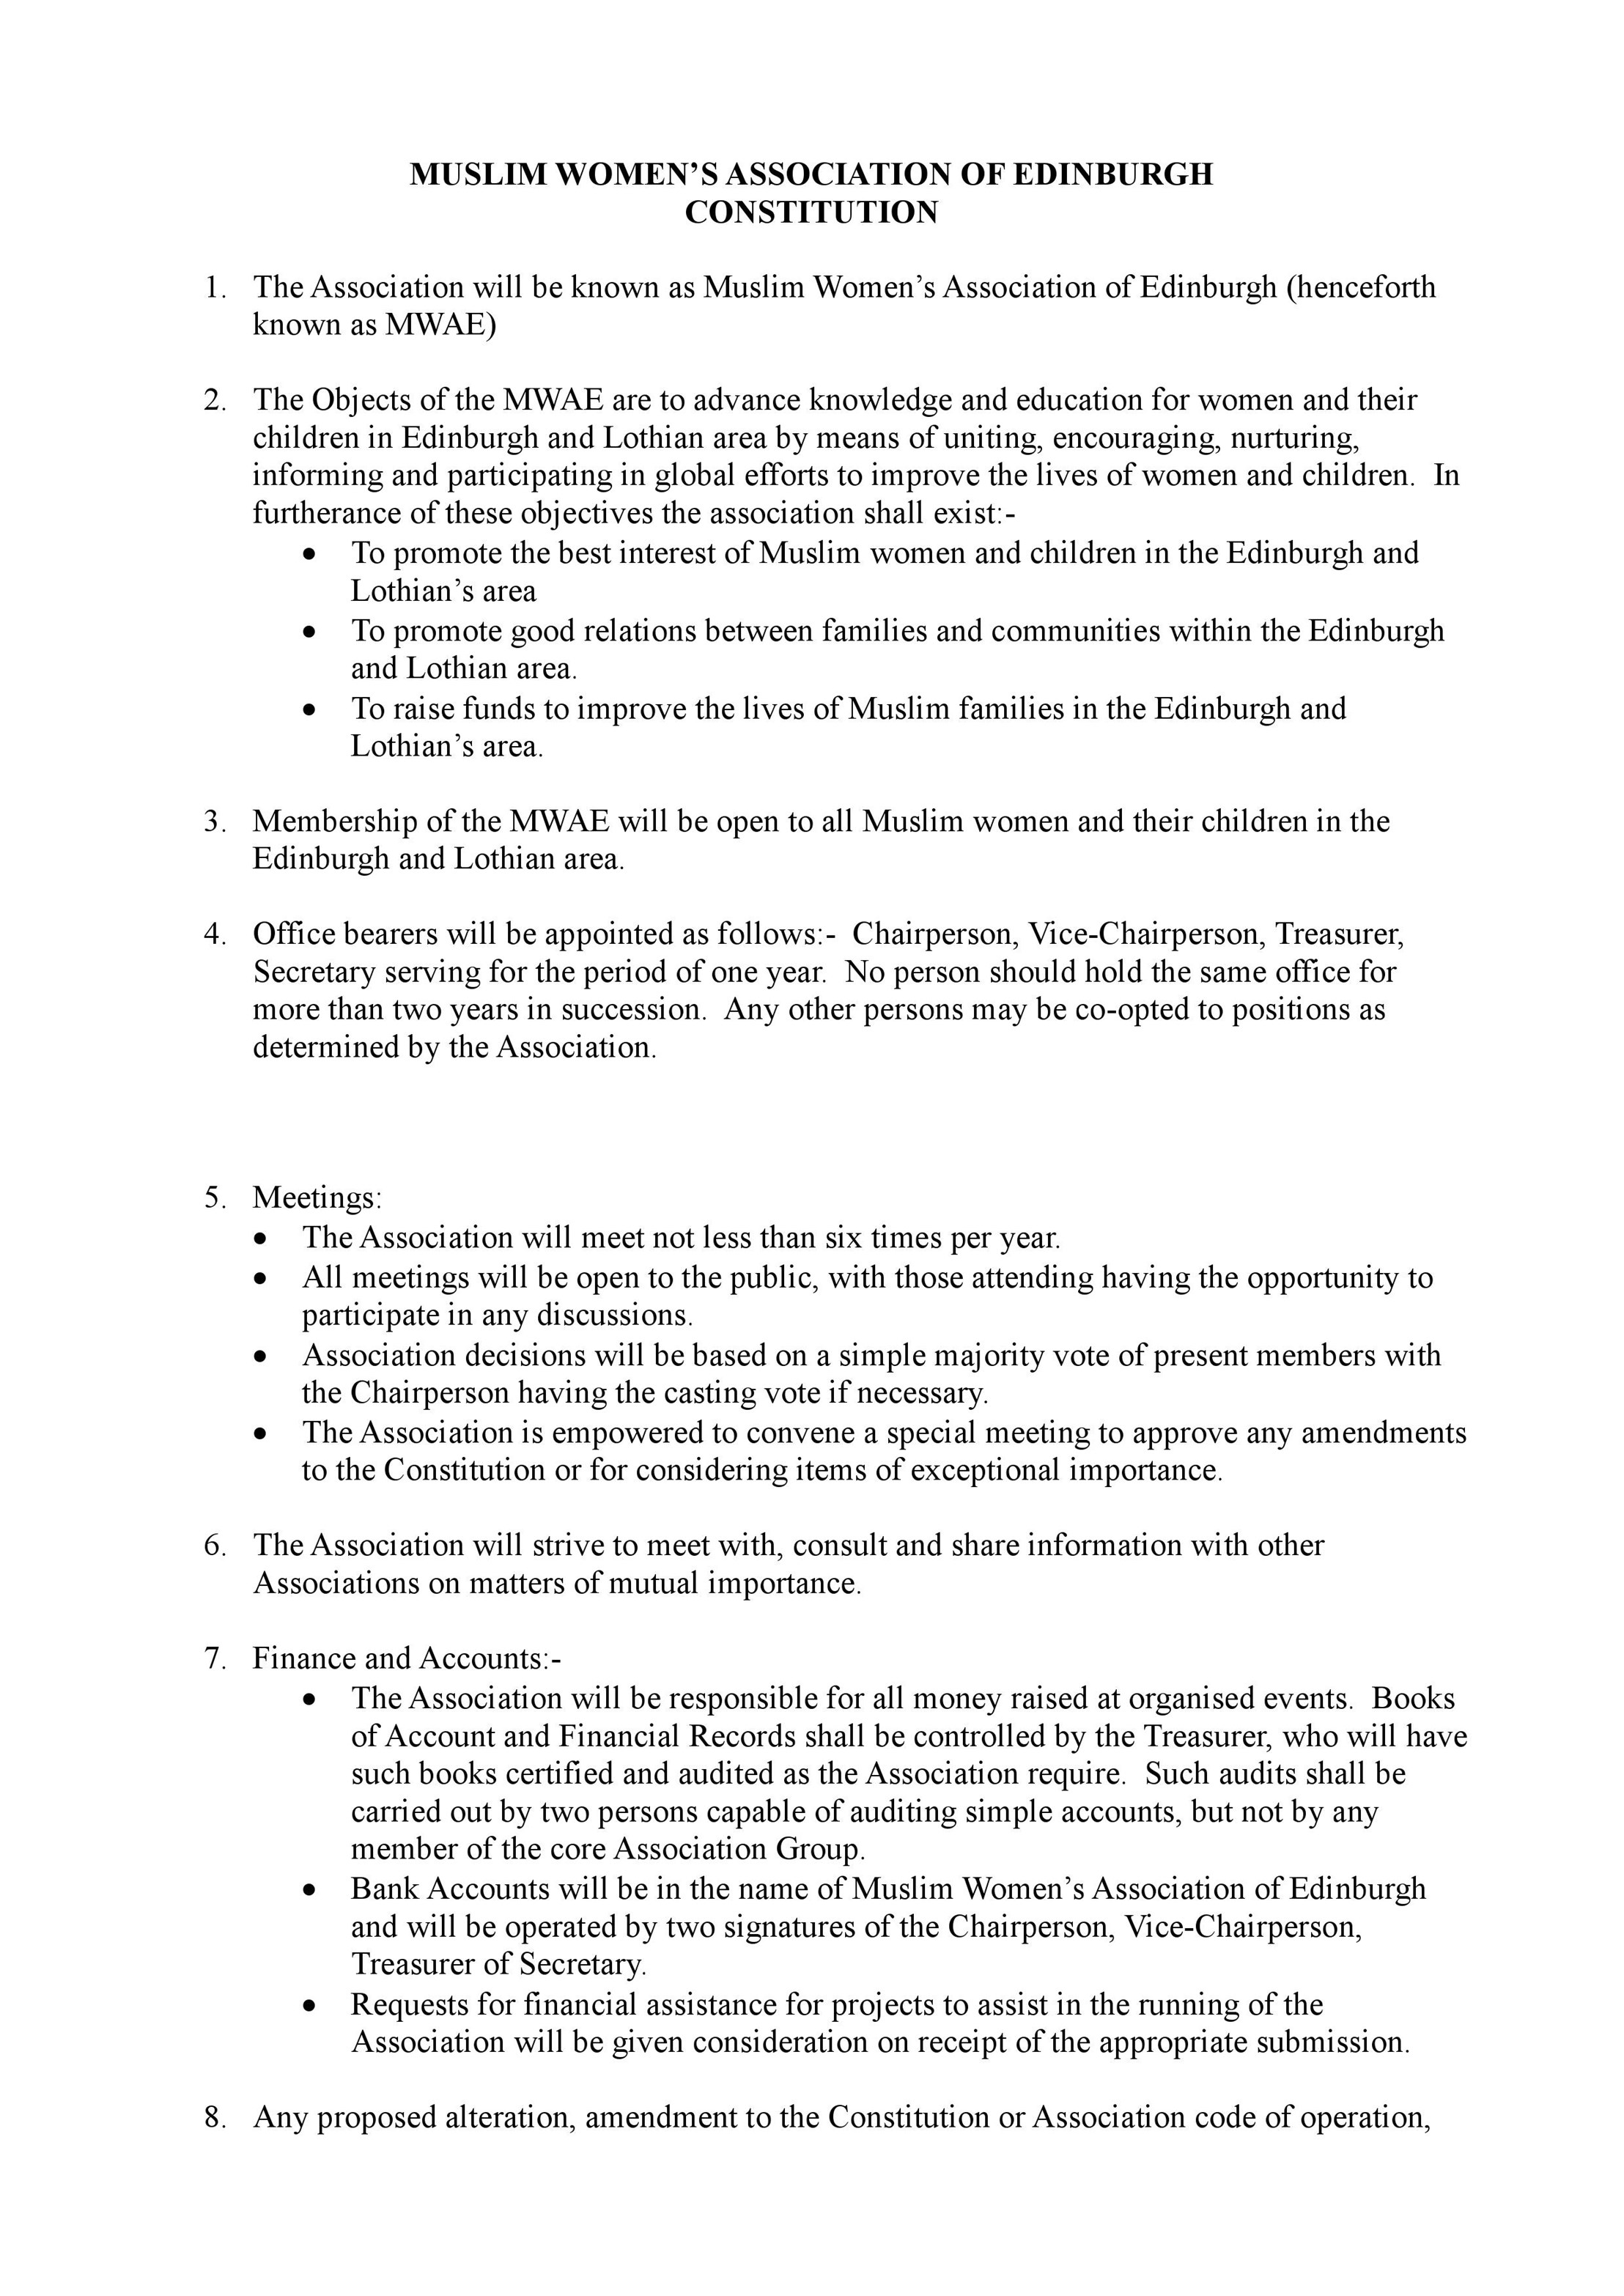 MUSLIM WOMEN’S ASSOCIATION OF EDINBURGH
CONSTITUTION
1. The Association will be known as Muslim Women’s Association of Edinburgh (henceforth
known as MWAE)
2. The Objects of the MWAE are to advance knowledge and education for women and their
children in Edinburgh and Lothian area by means of uniting, encouraging, nurturing,
informing and participating in global efforts to improve the lives of women and children.  In
furtherance of these objectives the association shall exist:-
• To promote the best interest of Muslim women and children in the Edinburgh and
Lothian’s area
• To promote good relations between families and communities within the Edinburgh
and Lothian area.
• To raise funds to improve the lives of Muslim families in the Edinburgh and
Lothian’s area.
3. Membership of the MWAE will be open to all Muslim women and their children in the
Edinburgh and Lothian area.
4. Office bearers will be appointed as follows:-  Chairperson, Vice-Chairperson, Treasurer,
Secretary serving for the period of one year.  No person should hold the same office for
more than two years in succession.  Any other persons may be co-opted to positions as
determined by the Association.
5. Meetings:
• The Association will meet not less than six times per year.
• All meetings will be open to the public, with those attending having the opportunity to
participate in any discussions.
• Association decisions will be based on a simple majority vote of present members with
the Chairperson having the casting vote if necessary.
• The Association is empowered to convene a special meeting to approve any amendments
to the Constitution or for considering items of exceptional importance.
6. The Association will strive to meet with, consult and share information with other
Associations on matters of mutual importance.
7. Finance and Accounts:-
• The Association will be responsible for all money raised at organised events.  Books
of Account and Financial Records shall be controlled by the Treasurer, who will have
such books certified and audited as the Association require.  Such audits shall be
carried out by two persons capable of auditing simple accounts, but not by any
member of the core Association Group.
• Bank Accounts will be in the name of Muslim Women’s Association of Edinburgh
and will be operated by two signatures of the Chairperson, Vice-Chairperson,
Treasurer of Secretary.
• Requests for financial assistance for projects to assist in the running of the
Association will be given consideration on receipt of the appropriate submission.
8. Any proposed alteration, amendment to the Constitution or Association code of operation,